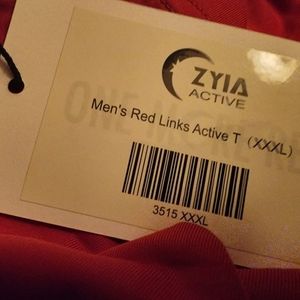 ZYIA
ACTIVE
Men's Red Links Active T (XXXL)
3515 XXXL